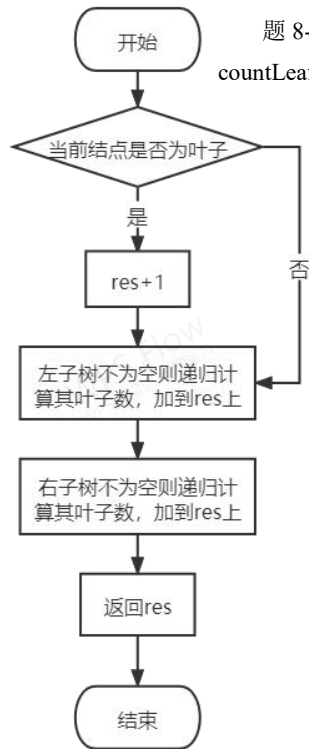 开始
题 8-
countLeaf
当前结点是否为叶子
是
否
res+1
左子树不为空则递归计
算其叶子数，加到res上
右子树不为空则递归计
算其叶子数，加到res上
返回res
结束